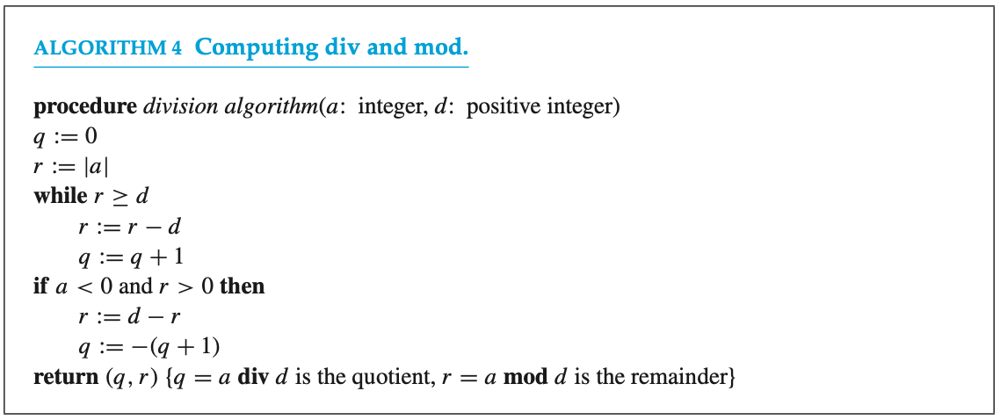 ALGORITHM 4 Computing div and mod.
procedure division algorithm(a: integer, d: positive integer)
q := 0
r := |a|
while r ≥ d
r := r − d
q := q + 1
if a < 0 and r > 0 then
r := d − r
q := −(q + 1)
return (q, r) {q = a div d is the quotient, r = a mod d is the remainder}